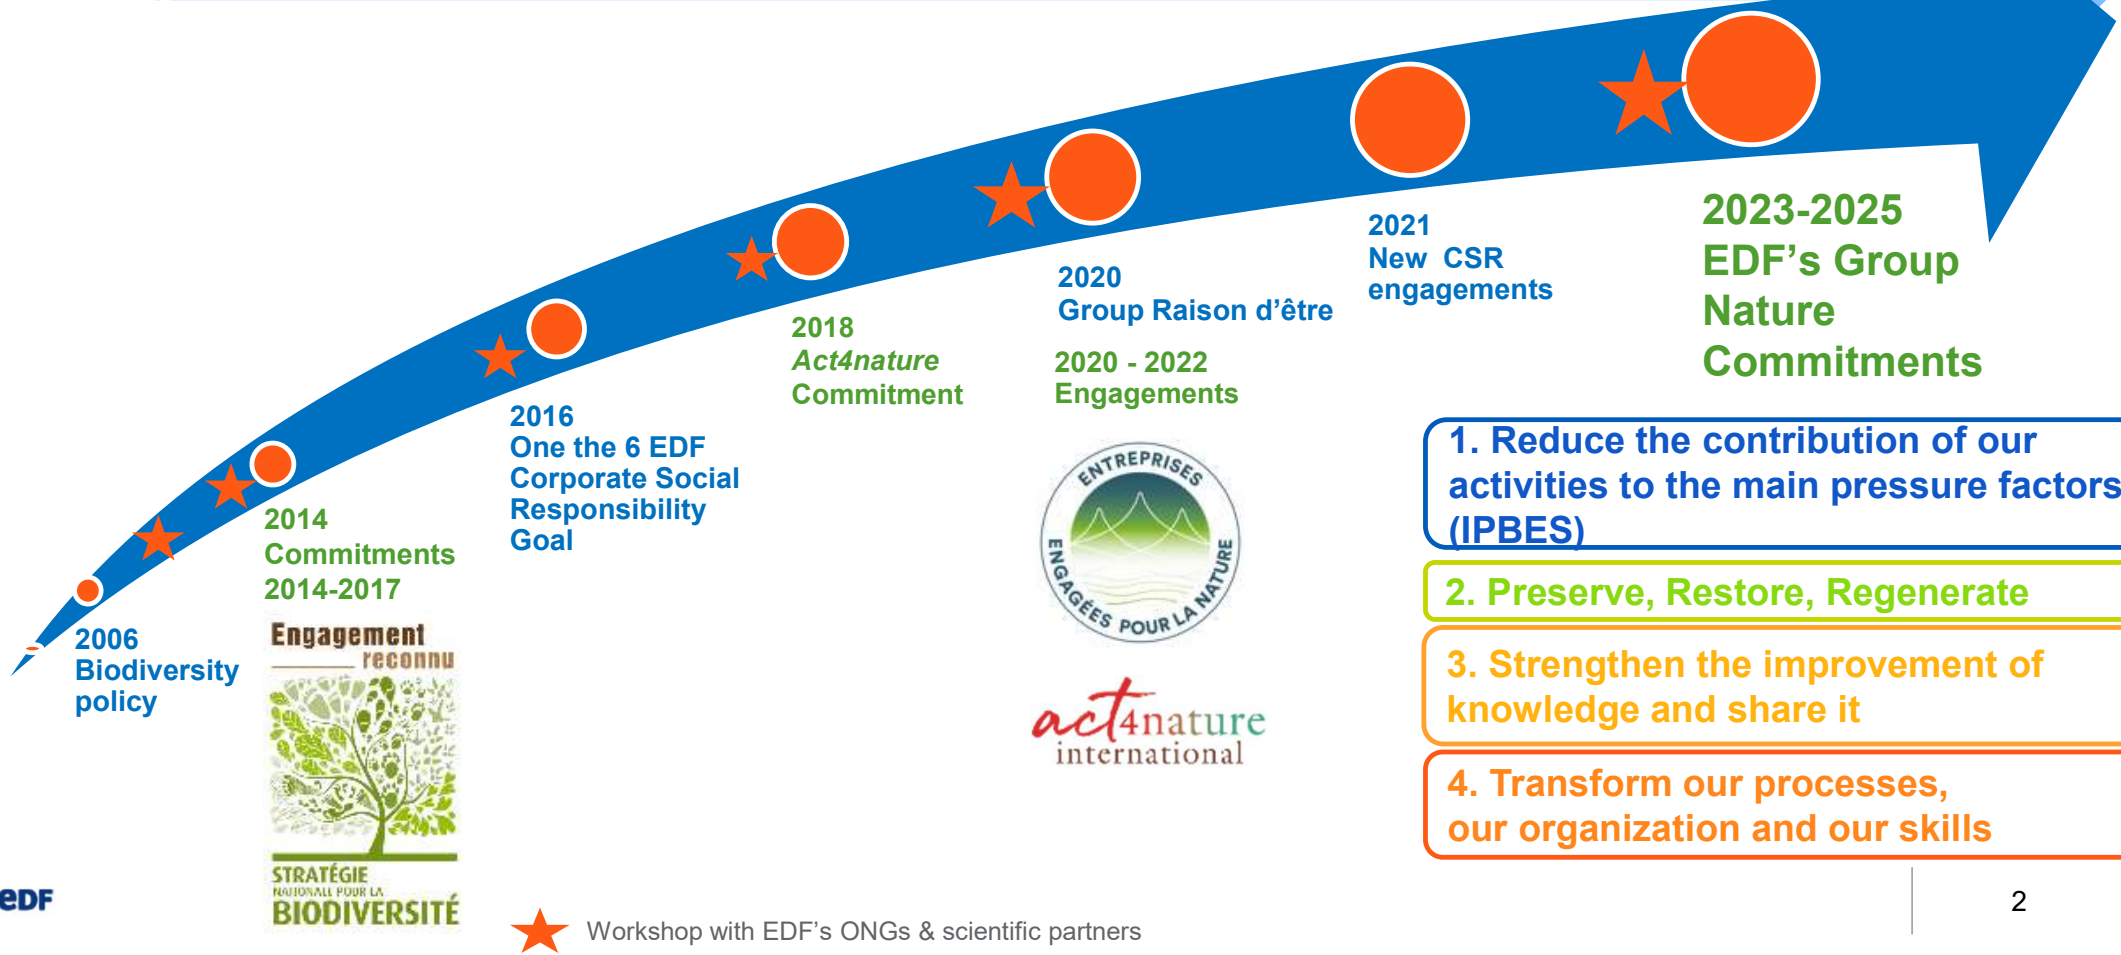 2006
Biodiversity
policy
2014
Commitments
2014-2017
Engagement
reconnu
STRATÉGIE
NATIONALE POUR LA
BIODIVERSITÉ
2016
One the 6 EDF
Corporate Social
Responsibility
Goal
2018
Act4nature
Commitment
2020
Group Raison d’être
2020 - 2022
Engagements
ENTREPRISES
ENGAGÉES POUR LA NATURE
act4nature
international
2021
New CSR
engagements
2023-2025
EDF’s Group
Nature
Commitments
1. Reduce the contribution of our
activities to the main pressure factors
(IPBES)
2. Preserve, Restore, Regenerate
3. Strengthen the improvement of
knowledge and share it
4. Transform our processes,
our organization and our skills
eDF
Workshop with EDF’s ONGs & scientific partners
2